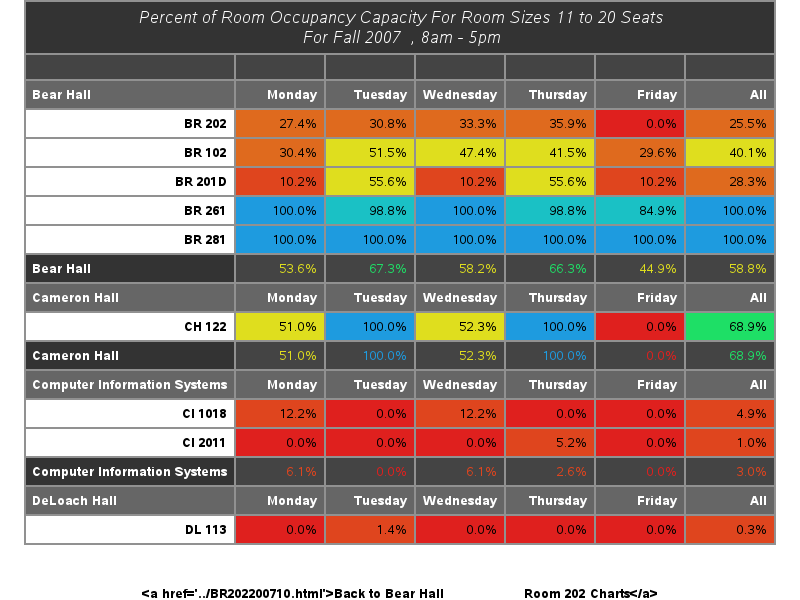 Percent of Room Occupancy Capacity For Room Sizes 11 to 20 Seats
For Fall 2007 , 8am - 5pm
Bear Hall Monday Tuesday Wednesday Thursday Friday All
BR 202 27.4% 30.8% 33.3% 35.9% 0.0% 25.5%
BR 102 30.4% 51.5% 47.4% 41.5% 29.6% 40.1%
BR 201D 10.2% 55.6% 10.2% 55.6% 10.2% 28.3%
BR 261 100.0% 98.8% 100.0% 98.8% 84.9% 100.0%
BR 281 100.0% 100.0% 100.0% 100.0% 100.0% 100.0%
Bear Hall 53.6% 67.3% 58.2% 66.3% 44.9% 58.8%
Cameron Hall Monday Tuesday Wednesday Thursday Friday All
CH 122 51.0% 100.0% 52.3% 100.0% 0.0% 68.9%
Cameron Hall 51.0% 100.0% 52.3% 100.0% 0.0% 68.9%
Computer Information Systems Monday Tuesday Wednesday Thursday Friday All
CI 1018 12.2% 0.0% 12.2% 0.0% 0.0% 4.9%
CI 2011 0.0% 0.0% 0.0% 5.2% 0.0% 1.0%
Computer Information Systems 6.1% 0.0% 6.1% 2.6% 0.0% 3.0%
DeLoach Hall Monday Tuesday Wednesday Thursday Friday All
DL 113 0.0% 1.4% 0.0% 0.0% 0.0% 0.3%
<a href='../BR202200710.html'>Back to Bear Hall Room 202 Charts</a>